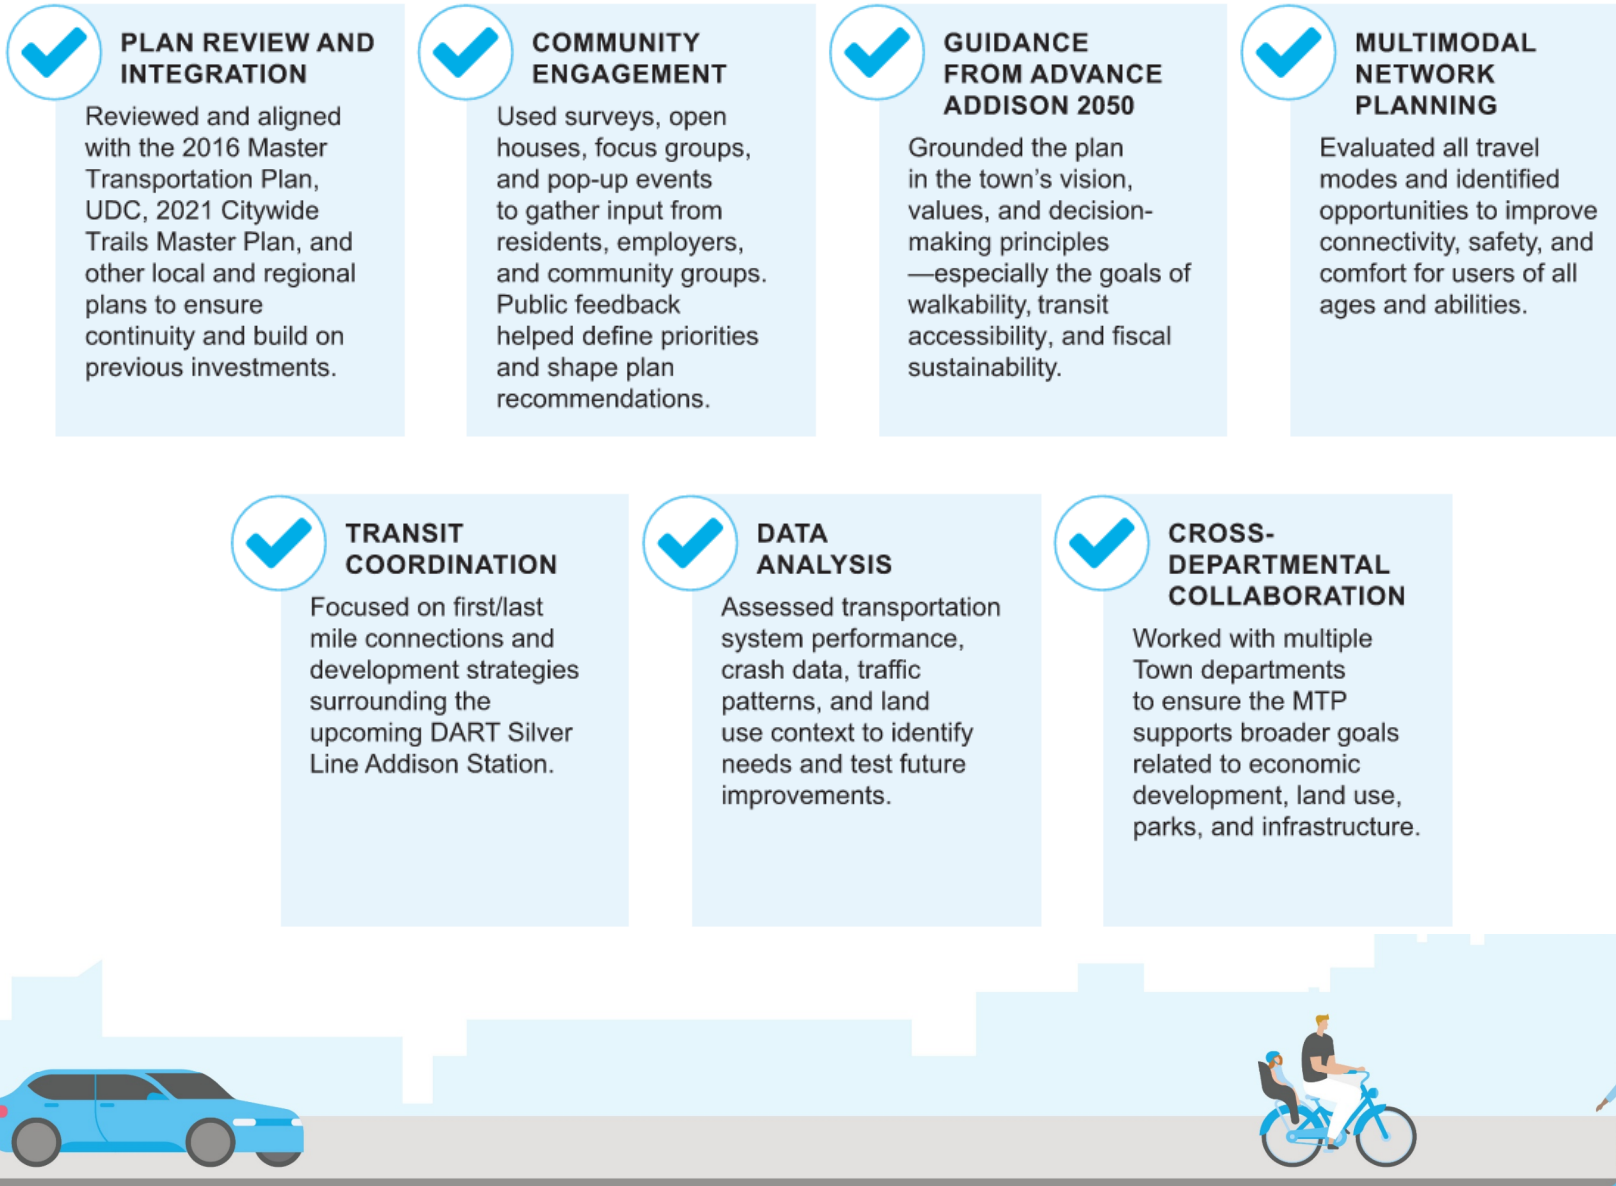 PLAN REVIEW AND
INTEGRATION
Reviewed and aligned
with the 2016 Master
Transportation Plan,
UDC, 2021 Citywide
Trails Master Plan, and
other local and regional
plans to ensure
continuity and build on
previous investments.
COMMUNITY
ENGAGEMENT
Used surveys, open
houses, focus groups,
and pop-up events
to gather input from
residents, employers,
and community groups.
Public feedback
helped define priorities
and shape plan
recommendations.
GUIDANCE
FROM ADVANCE
ADDISON 2050
Grounded the plan
in the town’s vision,
values, and decision-
making principles
—especially the goals of
walkability, transit
accessibility, and fiscal
sustainability.
MULTIMODAL
NETWORK
PLANNING
Evaluated all travel
modes and identified
opportunities to improve
connectivity, safety, and
comfort for users of all
ages and abilities.
TRANSIT
COORDINATION
Focused on first/last
mile connections and
development strategies
surrounding the
upcoming DART Silver
Line Addison Station.
DATA
ANALYSIS
Assessed transportation
system performance,
crash data, traffic
patterns, and land
use context to identify
needs and test future
improvements.
CROSS-
DEPARTMENTAL
COLLABORATION
Worked with multiple
Town departments
to ensure the MTP
supports broader goals
related to economic
development, land use,
parks, and infrastructure.